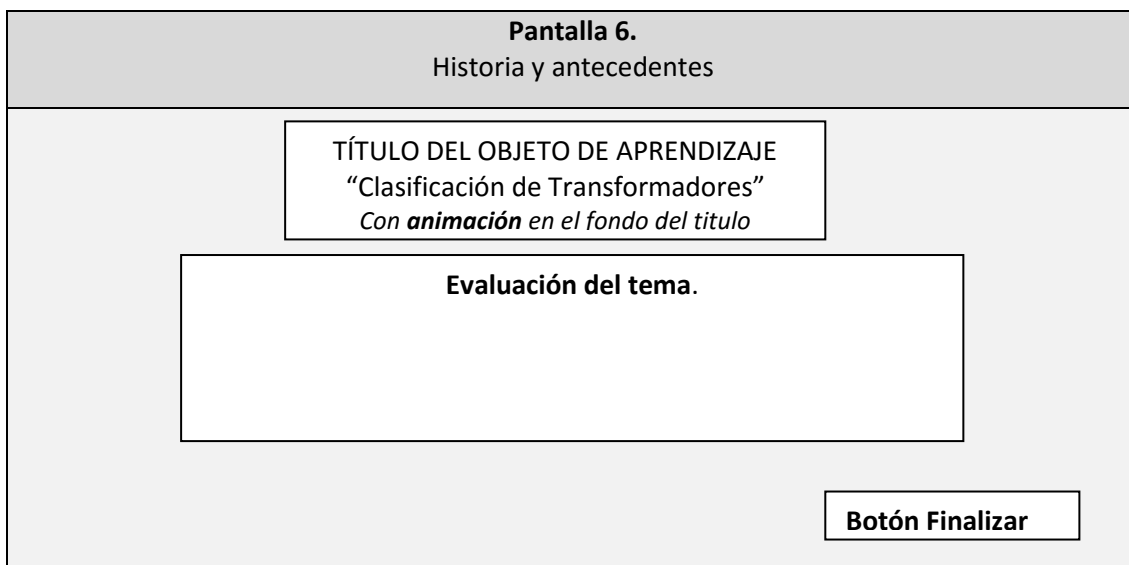 Pantalla 6.
Historia y antecedentes
TÍTULO DEL OBJETO DE APRENDIZAJE
“Clasificación de Transformadores”
Con animación en el fondo del titulo
Evaluación del tema.
Botón Finalizar